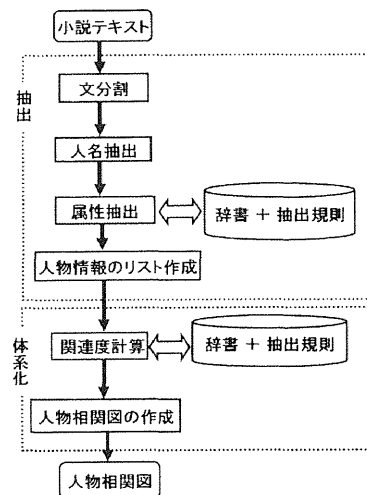 小説テキスト
抽出
文分割
人名抽出
属性抽出
辞書 + 抽出規則
人物情報のリスト作成
体系化
関連度計算
辞書 + 抽出規則
人物相関図の作成
人物相関図